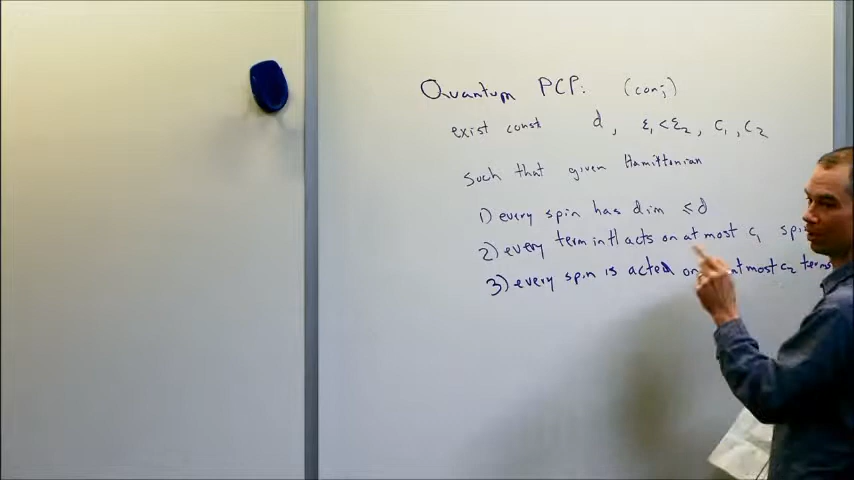 Quantum PCP: (conj)
exist const d, ε₁<ε₂, c₁, c₂
such that given Hamiltonian
1) every spin has dim ≤d
2) every term in H acts on at most c₁
3) every spin is acted on at most c₂ terms